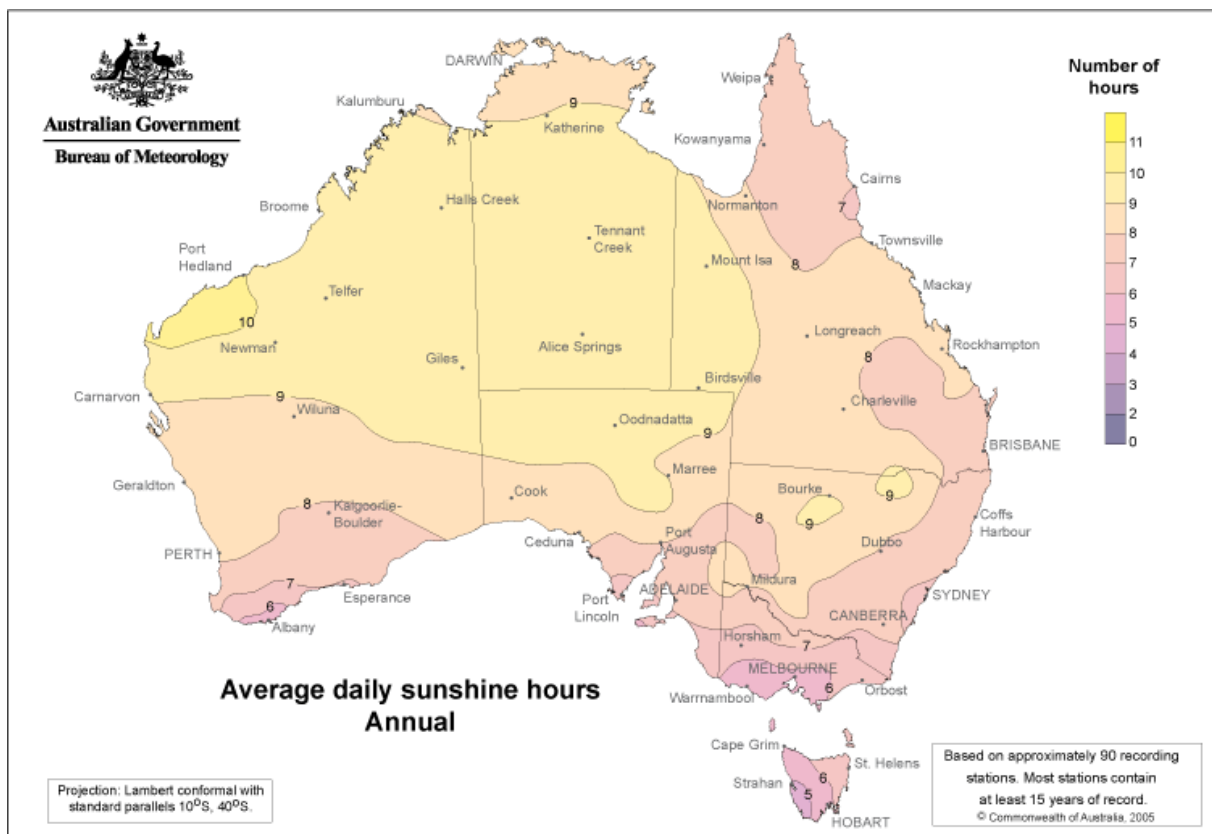 Australian Government
Bureau of Meteorology
Number of
hours
11
10
9
8
7
6
5
4
3
2
0
DARWIN
Weipa
Kalumburu
9
Katherine
Kowanyama
Cairns
7
Broome
Halls Creek
Normanton
Tennant
Creek
Townsville
Port
Hedland
Mount Isa
8
Mackay
Telfer
10
Newman
Alice Springs
Longreach
Rockhampton
8
Giles
Birdsville
Carnarvon
9
Wiluna
Charleville
Oodnadatta
9
BRISBANE
Marree
Geraldton
Cook
Bourke
9
8
Kalgoorlie-
Boulder
9
Coffs
Harbour
8
Port
Augusta
Ceduna
Dubbo
PERTH
Mildura
7
Esperance
ADELAIDE
SYDNEY
6
Albany
Port
Lincoln
CANBERRA
Horsham
7
MELBOURNE
6
Warrnambool
Orbost
Average daily sunshine hours
Annual
Cape Grim
St. Helens
Strahan
6
5
HOBART
Projection: Lambert conformal with
standard parallels 10°S, 40°S.
Based on approximately 90 recording
stations. Most stations contain
at least 15 years of record.
© Commonwealth of Australia, 2005